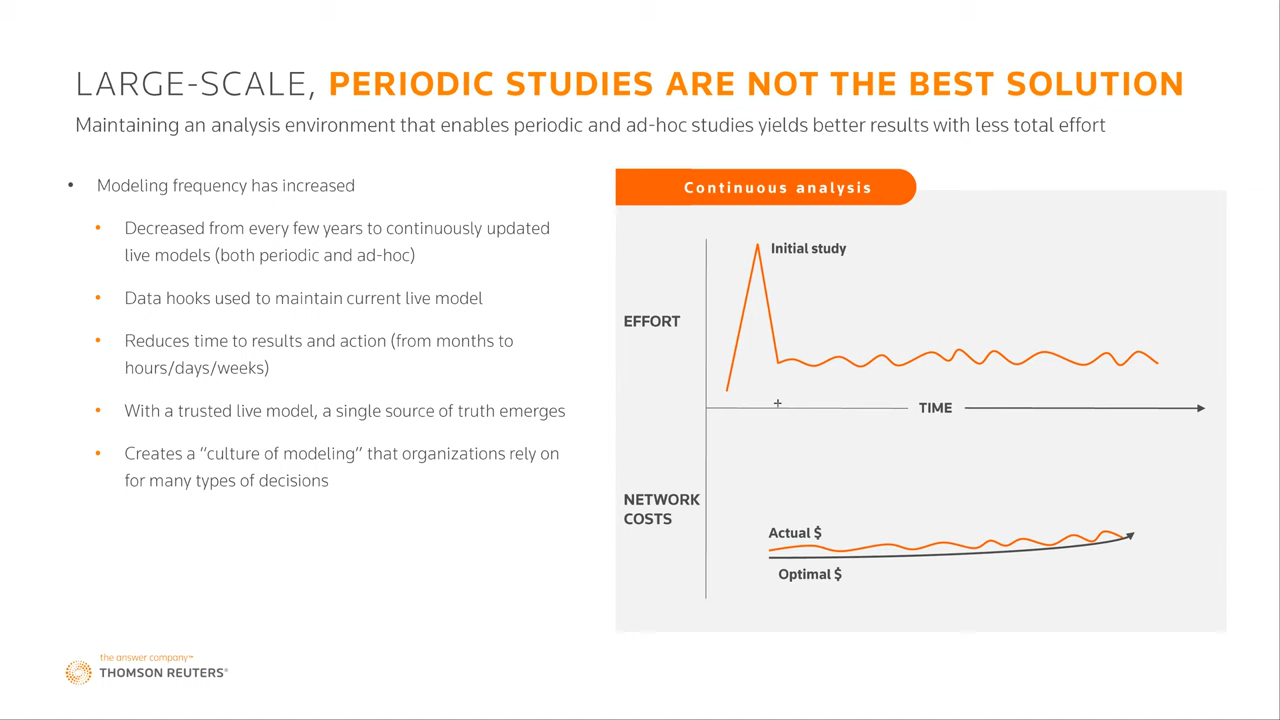 LARGE-SCALE, PERIODIC STUDIES ARE NOT THE BEST SOLUTION
Maintaining an analysis environment that enables periodic and ad-hoc studies yields better results with less total effort
• Modeling frequency has increased
• Decreased from every few years to continuously updated
live models (both periodic and ad-hoc)
• Data hooks used to maintain current live model
• Reduces time to results and action (from months to
hours/days/weeks)
• With a trusted live model, a single source of truth emerges
• Creates a “culture of modeling” that organizations rely on
for many types of decisions
Continuous analysis
Initial study
EFFORT
TIME
NETWORK
COSTS
Actual $
Optimal $
the answer company™
THOMSON REUTERS®